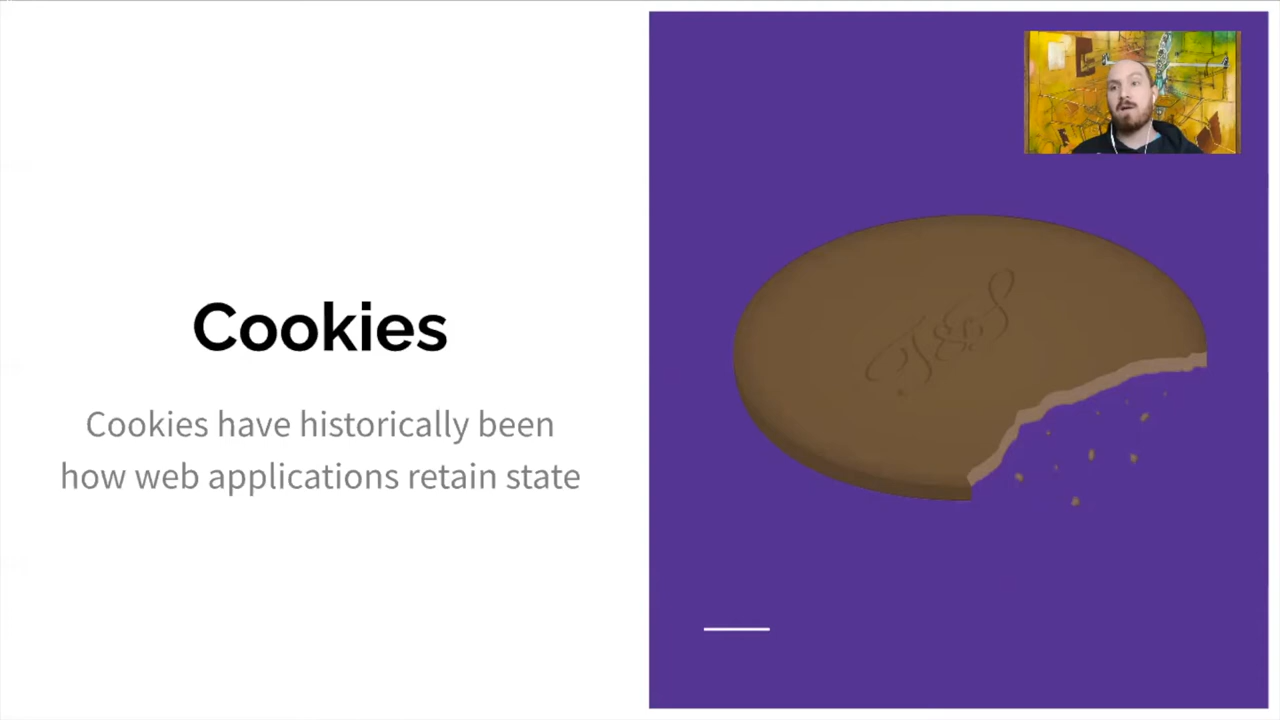 Cookies
Cookies have historically been
how web applications retain state